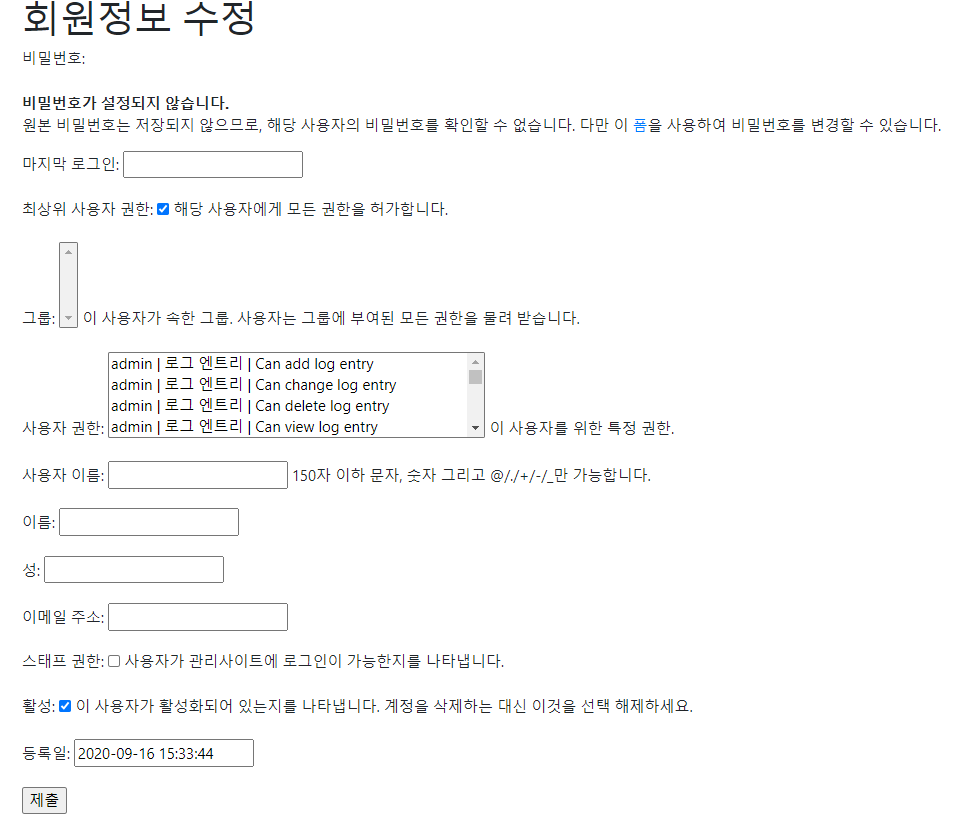 회원정보 수정
비밀번호:
비밀번호가 설정되지 않습니다.
원본 비밀번호는 저장되지 않으므로, 해당 사용자의 비밀번호를 확인할 수 없습니다. 다만 이 폼을 사용하여 비밀번호를 변경할 수 있습니다.
마지막 로그인:
최상위 사용자 권한: 해당 사용자에게 모든 권한을 허가합니다.
그룹: 이 사용자가 속한 그룹. 사용자는 그룹에 부여된 모든 권한을 물려 받습니다.
admin | 로그 엔트리 | Can add log entry
admin | 로그 엔트리 | Can change log entry
admin | 로그 엔트리 | Can delete log entry
admin | 로그 엔트리 | Can view log entry
사용자 권한: 이 사용자를 위한 특정 권한.
사용자 이름: 150자 이하 문자, 숫자 그리고 @/./+/-/_만 가능합니다.
이름:
성:
이메일 주소:
스태프 권한: 사용자가 관리사이트에 로그인이 가능한지를 나타냅니다.
활성: 이 사용자가 활성화되어 있는지를 나타냅니다. 계정을 삭제하는 대신 이것을 선택 해제하세요.
등록일: 2020-09-16 15:33:44
제출